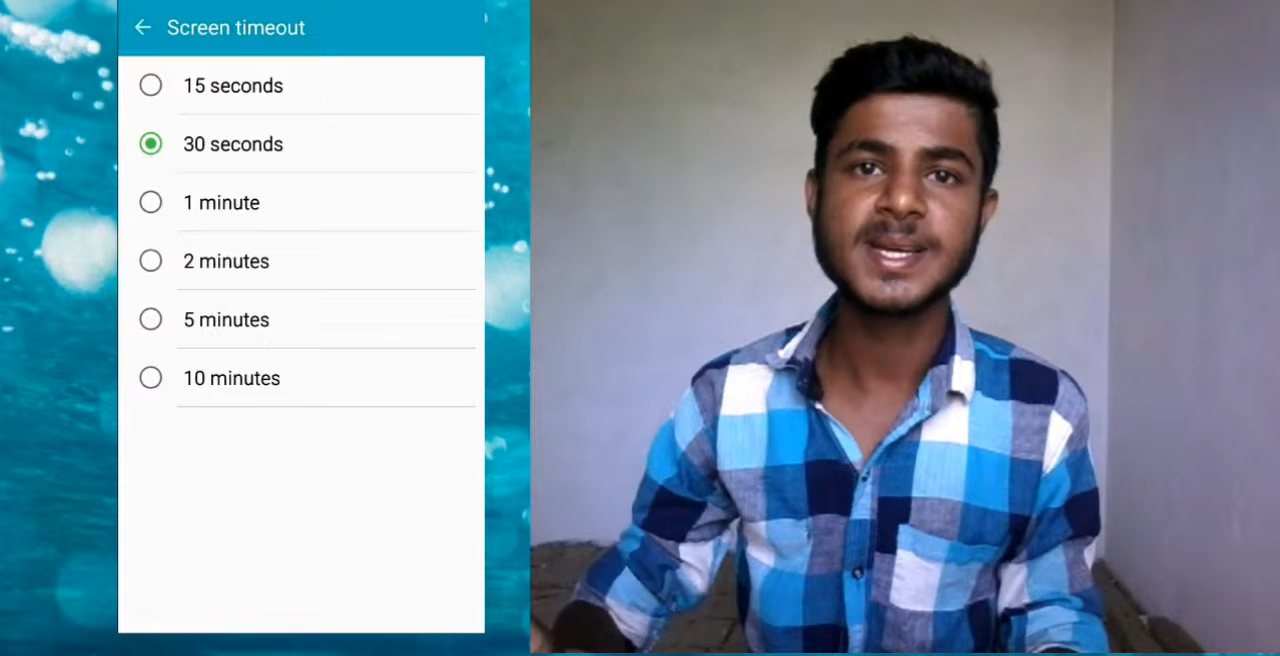 Screen timeout
15 seconds
30 seconds
1 minute
2 minutes
5 minutes
10 minutes